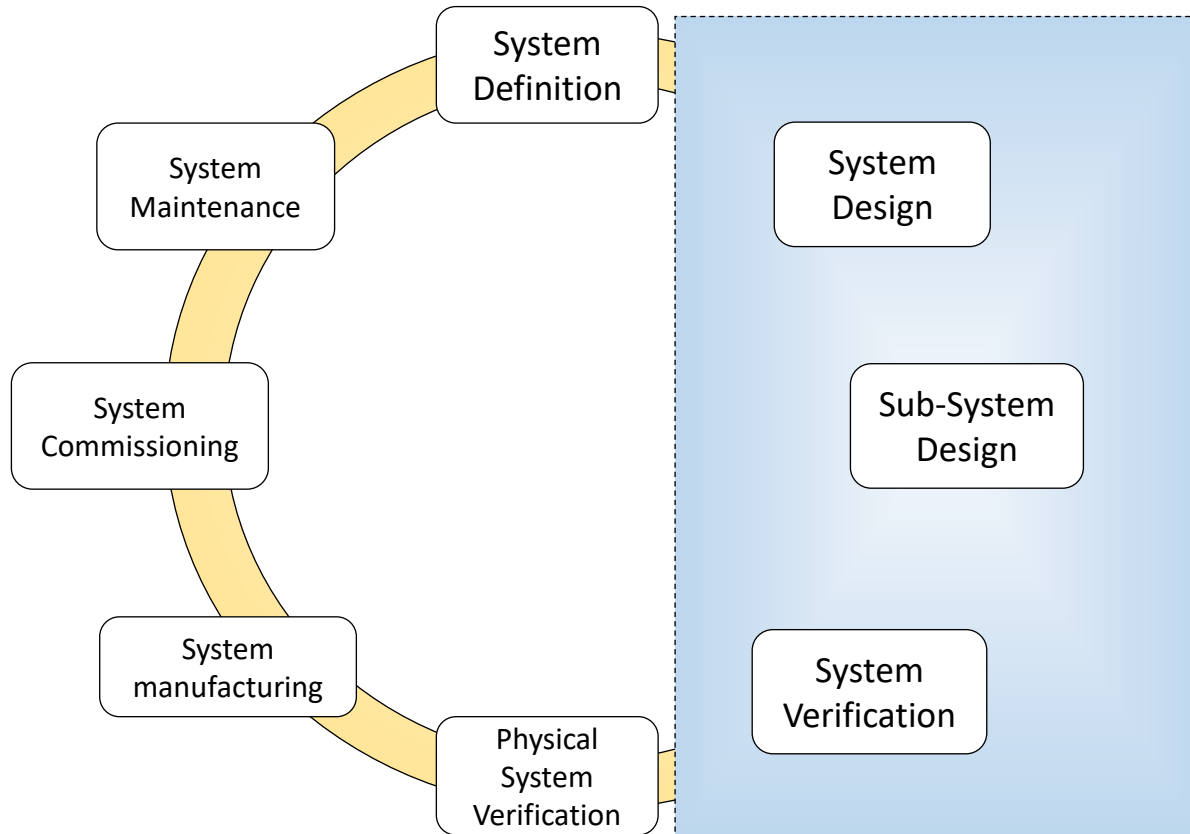 System
Definition
System
Design
Sub-System
Design
System
Verification
Physical
System
Verification
System
manufacturing
System
Commissioning
System
Maintenance